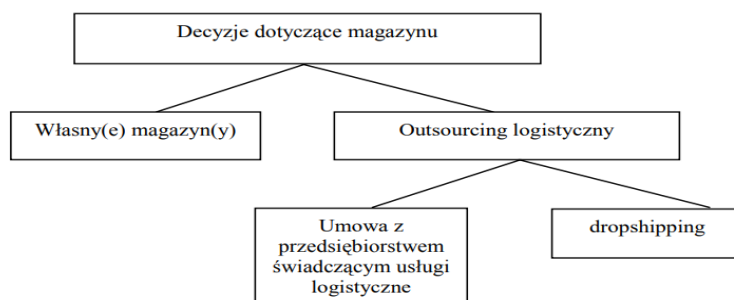 Decyzje dotyczące magazynu
Własny(e) magazyn(y)
Outsourcing logistyczny
Umowa z
przedsiębiorstwem
świadczącym usługi
logistyczne
dropshipping